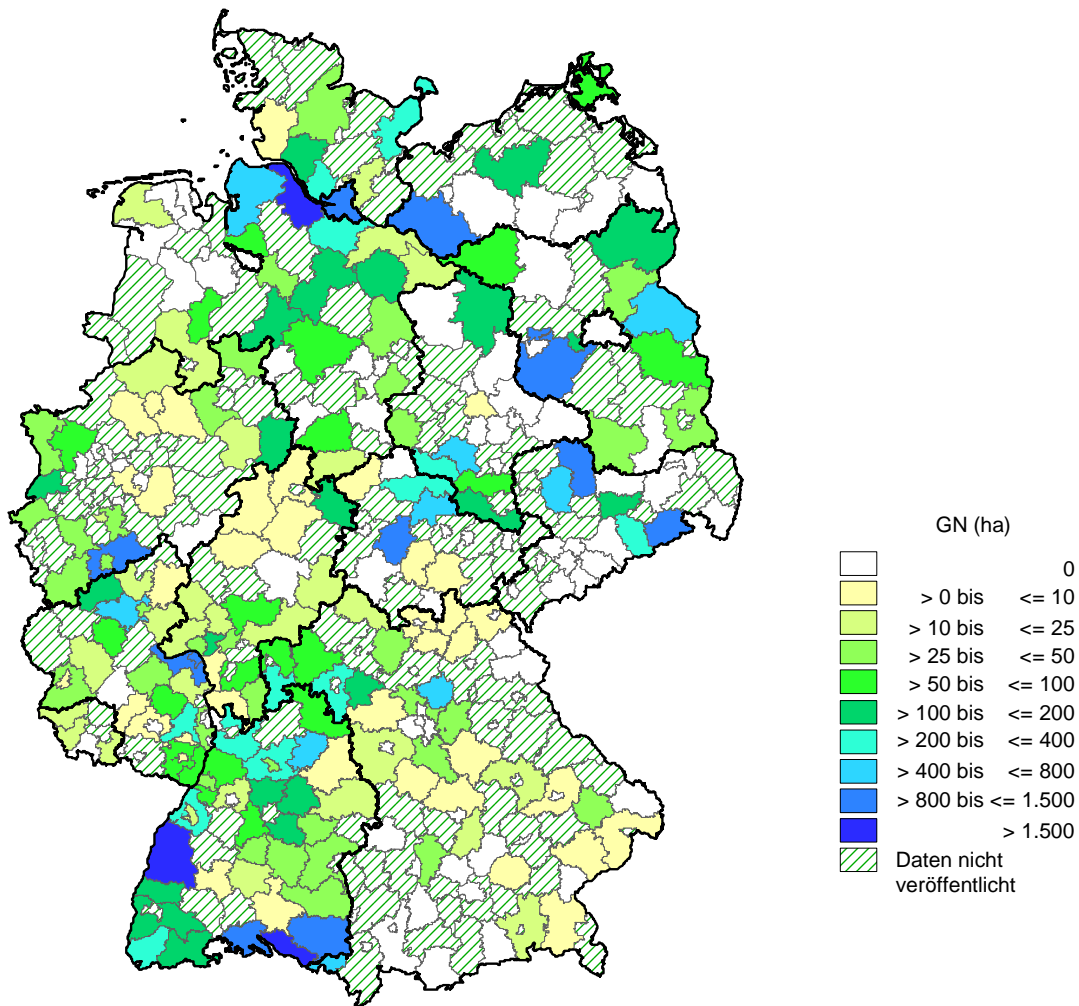 GN (ha)
0
> 0 bis <= 10
> 10 bis <= 25
> 25 bis <= 50
> 50 bis <= 100
> 100 bis <= 200
> 200 bis <= 400
> 400 bis <= 800
> 800 bis <= 1.500
> 1.500
Daten nicht
veröffentlicht